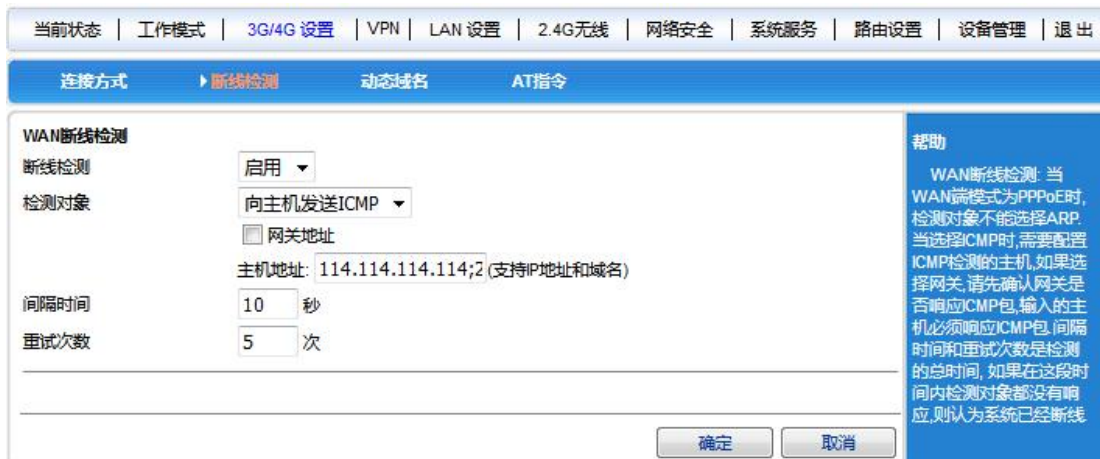 当前状态 | 工作模式 | 3G/4G 设置 | VPN | LAN 设置 | 2.4G无线 | 网络安全 | 系统服务 | 路由设置 | 设备管理 | 退 出
连接方式 断线检测 动态域名 AT指令
WAN断线检测
断线检测 启用
检测对象 向主机发送ICMP
网关地址
主机地址: 114.114.114.114;2 (支持IP地址和域名)
间隔时间 10 秒
重试次数 5 次
确定 取消
帮助
WAN断线检测: 当
WAN端模式为PPPoE时,
检测对象不能选择ARP.
当选择ICMP时,需要配置
ICMP检测的主机,如果选
择网关,请先确认网关是
否响应ICMP包,输入的主
机必须响应ICMP包.间隔
时间和重试次数是检测
的总时间, 如果在这段时
间内检测对象都没有响
应,则认为系统已经断线.